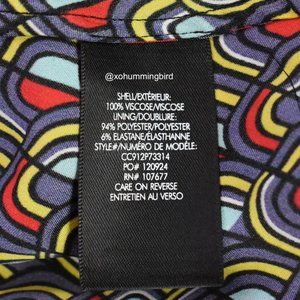 @xohummingbird
SHELL/EXTÉRIEUR:
100% VISCOSE/VISCOSE
LINING/DOUBLURE:
94% POLYESTER/POLYESTER
6% ELASTANE/ÉLASTHANNE
STYLE#/NUMÉRO DE MODÈLE:
CC912P73314
PO# 120924
RN# 107677
CARE ON REVERSE
ENTRETIEN AU VERSO